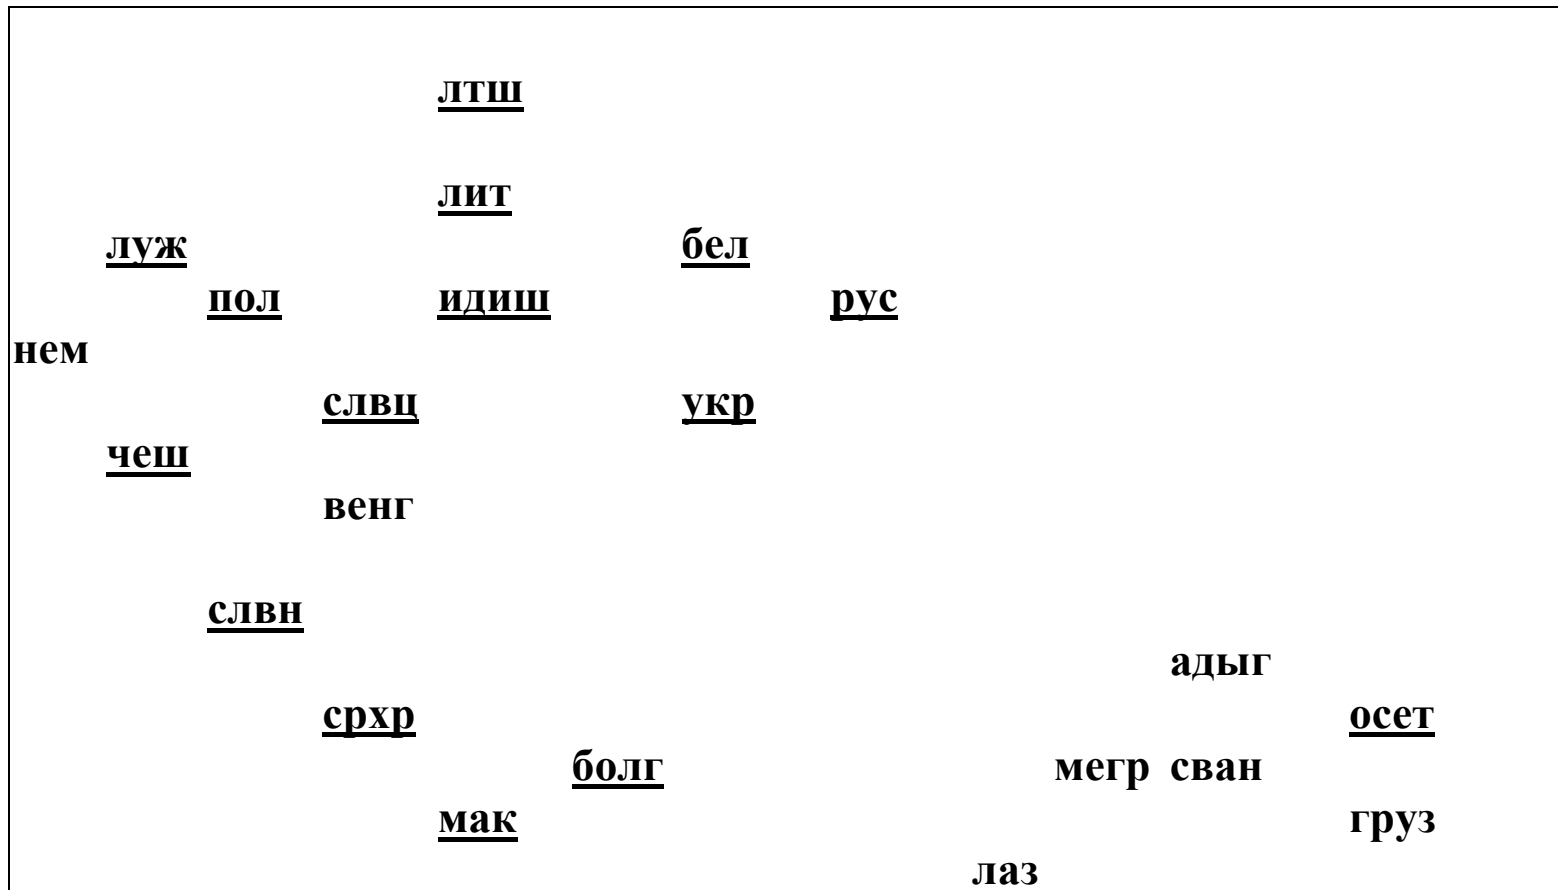 лтш
лит
луж бел
пол идиш рус
нем
слвц укр
чеш
венг
слвн
адыг
срхр осет
болг мегр сван
мак груз
лаз